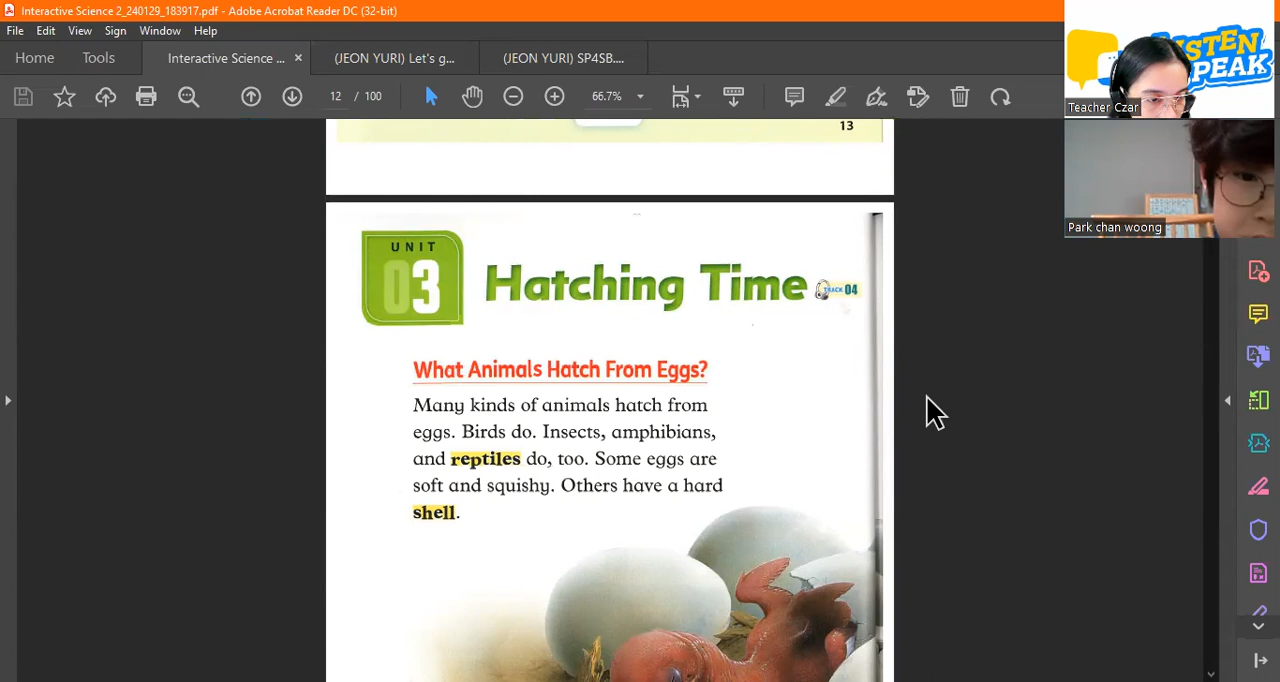 Interactive Science 2_240129_183917.pdf - Adobe Acrobat Reader DC (32-bit)
File Edit View Sign Window Help
Home Tools Interactive Science ... × (JEON YURI) Let's g... (JEON YURI) SP4SB....
12 / 100 66.7%
Teacher Czar
Park chan woong
13
UNIT
03
Hatching Time
TRACK 04
What Animals Hatch From Eggs?
Many kinds of animals hatch from
eggs. Birds do. Insects, amphibians,
and reptiles do, too. Some eggs are
soft and squishy. Others have a hard
shell.